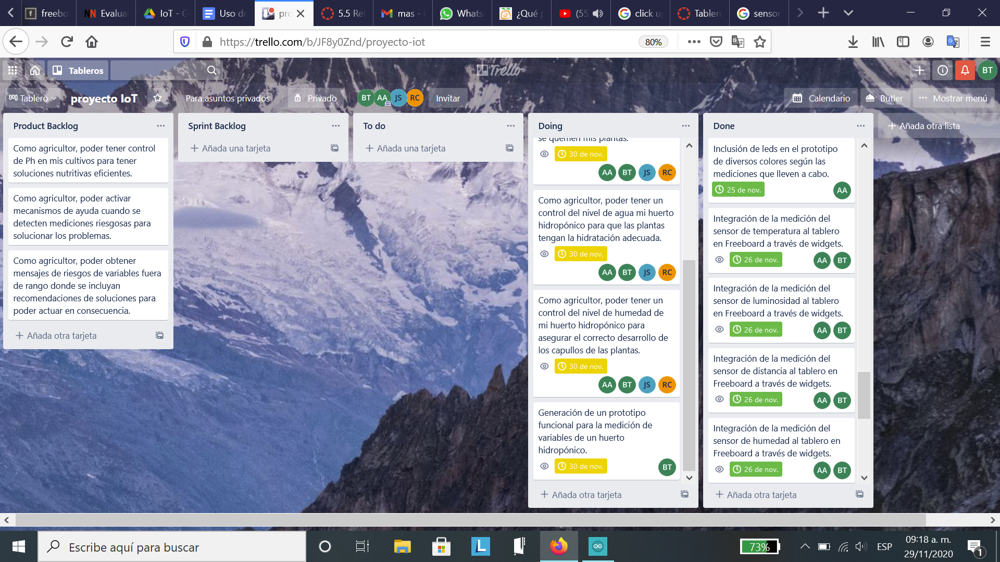 freebo
Evalua
IoT - G
Uso de
pro
5.5 Ret
mas -
Whats
¿Qué p
(55
click u
Tabler
sensor
https://trello.com/b/JF8y0Znd/proyecto-iot
80%
Tableros
Trello
BT
Tablero
proyecto IoT
Para asuntos privados
Privado
BT AA JS RC
Invitar
Calendario
Butler
Mostrar menú
Product Backlog
Como agricultor, poder tener control
de Ph en mis cultivos para tener
soluciones nutritivas eficientes.
Como agricultor, poder activar
mecanismos de ayuda cuando se
detecten mediciones riesgosas para
solucionar los problemas.
Como agricultor, poder obtener
mensajes de riesgos de variables fuera
de rango donde se incluyan
recomendaciones de soluciones para
poder actuar en consecuencia.
+ Añada otra tarjeta
Sprint Backlog
+ Añada una tarjeta
To do
+ Añada una tarjeta
Doing
se quemen mis plantas.
30 de nov.
AA BT JS RC
Como agricultor, poder tener un
control del nivel de agua mi huerto
hidropónico para que las plantas
tengan la hidratación adecuada.
30 de nov.
AA BT JS RC
Como agricultor, poder tener un
control del nivel de humedad de
mi huerto hidropónico para
asegurar el correcto desarrollo de
los capullos de las plantas.
30 de nov.
AA BT JS RC
Generación de un prototipo
funcional para la medición de
variables de un huerto
hidropónico.
30 de nov.
BT
+ Añada otra tarjeta
Done
Inclusión de leds en el prototipo
de diversos colores según las
mediciones que lleven a cabo.
25 de nov.
AA
Integración de la medición del
sensor de temperatura al tablero
en Freeboard a través de widgets.
26 de nov.
AA BT
Integración de la medición del
sensor de luminosidad al tablero
en Freeboard a través de widgets.
26 de nov.
AA BT
Integración de la medición del
sensor de distancia al tablero en
Freeboard a través de widgets.
26 de nov.
AA BT
Integración de la medición del
sensor de humedad al tablero en
Freeboard a través de widgets.
26 de nov.
AA BT
+ Añada otra tarjeta
+ Añada otra lista
Escribe aquí para buscar
73%
ESP
09:18 a. m.
29/11/2020
1